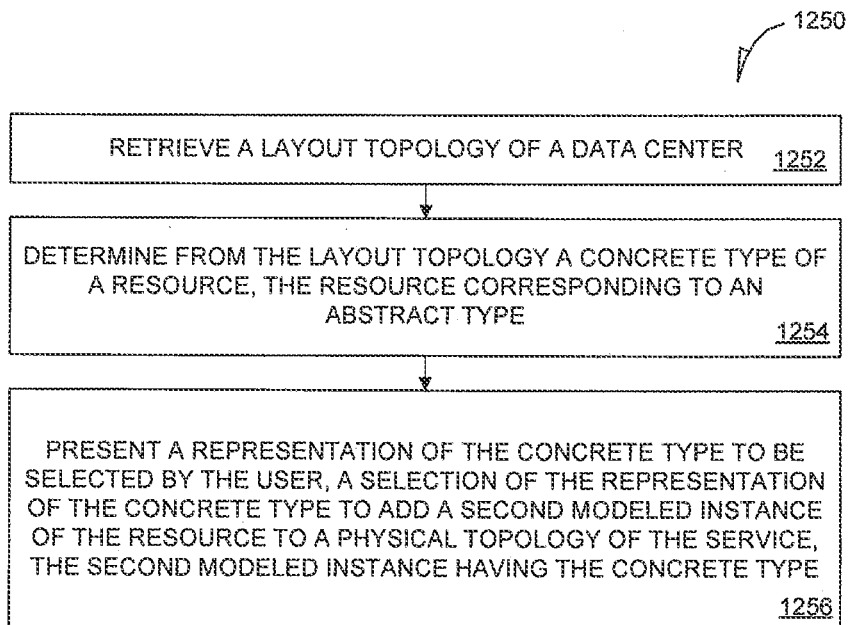 1250
RETRIEVE A LAYOUT TOPOLOGY OF A DATA CENTER
1252
DETERMINE FROM THE LAYOUT TOPOLOGY A CONCRETE TYPE OF
A RESOURCE, THE RESOURCE CORRESPONDING TO AN
ABSTRACT TYPE
1254
PRESENT A REPRESENTATION OF THE CONCRETE TYPE TO BE
SELECTED BY THE USER, A SELECTION OF THE REPRESENTATION
OF THE CONCRETE TYPE TO ADD A SECOND MODELED INSTANCE
OF THE RESOURCE TO A PHYSICAL TOPOLOGY OF THE SERVICE,
THE SECOND MODELED INSTANCE HAVING THE CONCRETE TYPE
1256